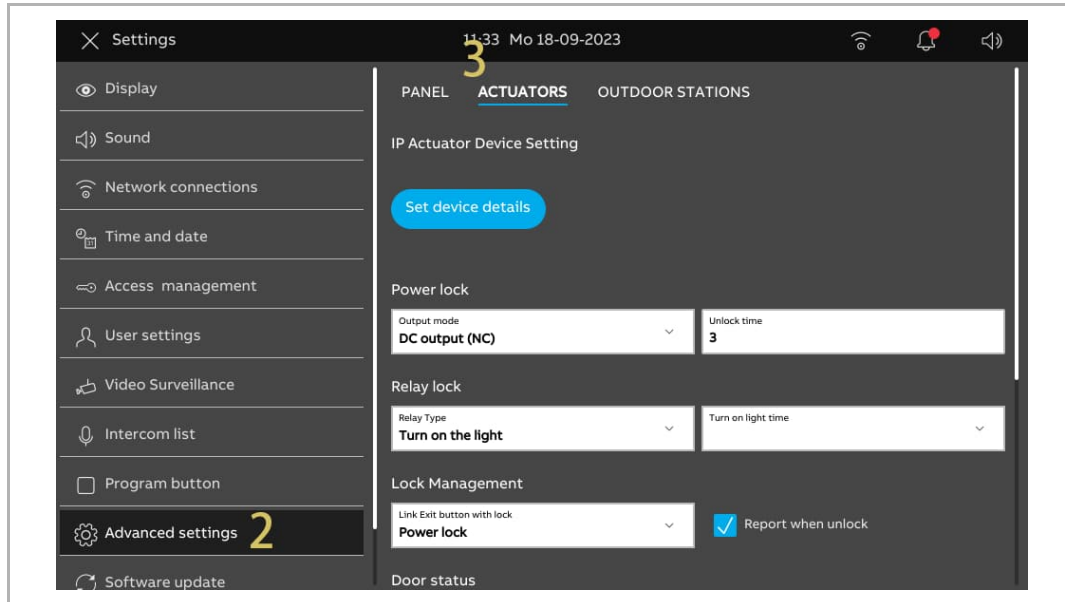 Settings
11:33 Mo 18-09-2023
3
Display
Sound
Network connections
Time and date
Access management
User settings
Video Surveillance
Intercom list
Program button
Advanced settings 2
Software update
PANEL ACTUATORS OUTDOOR STATIONS
IP Actuator Device Setting
Set device details
Power lock
Output mode
DC output (NC)
Unlock time
3
Relay lock
Relay Type
Turn on the light
Turn on light time
Lock Management
Link Exit button with lock
Power lock
Report when unlock
Door status